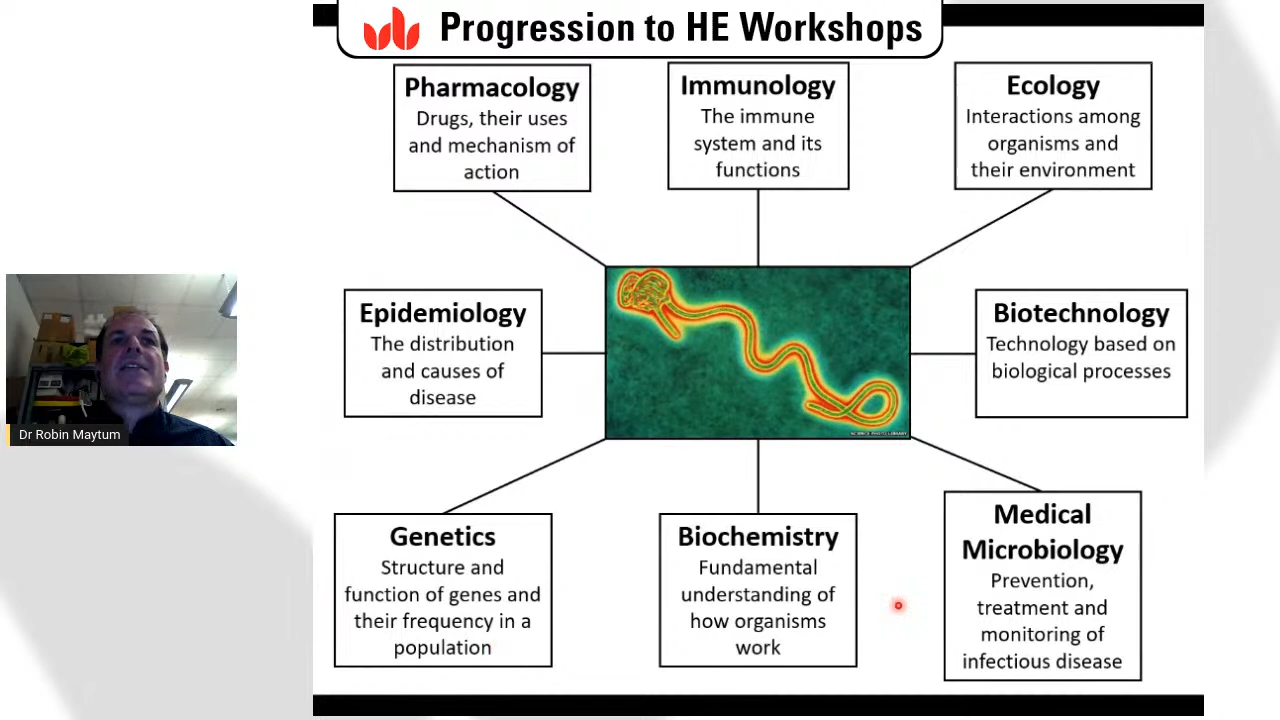 Progression to HE Workshops
Pharmacology
Drugs, their uses
and mechanism of
action
Immunology
The immune
system and its
functions
Ecology
Interactions among
organisms and
their environment
Epidemiology
The distribution
and causes of
disease
Biotechnology
Technology based on
biological processes
SCIENCE PHOTO LIBRARY
Dr Robin Maytum
Genetics
Structure and
function of genes and
their frequency in a
population
Biochemistry
Fundamental
understanding of
how organisms
work
Medical
Microbiology
Prevention,
treatment and
monitoring of
infectious disease